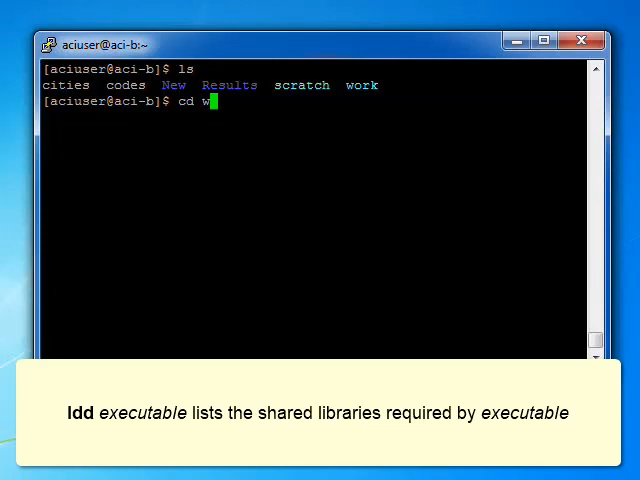 aciuser@aci-b:~
[aciuser@aci-b]$ ls
cities codes New Results scratch work
[aciuser@aci-b]$ cd w
ldd executable lists the shared libraries required by executable